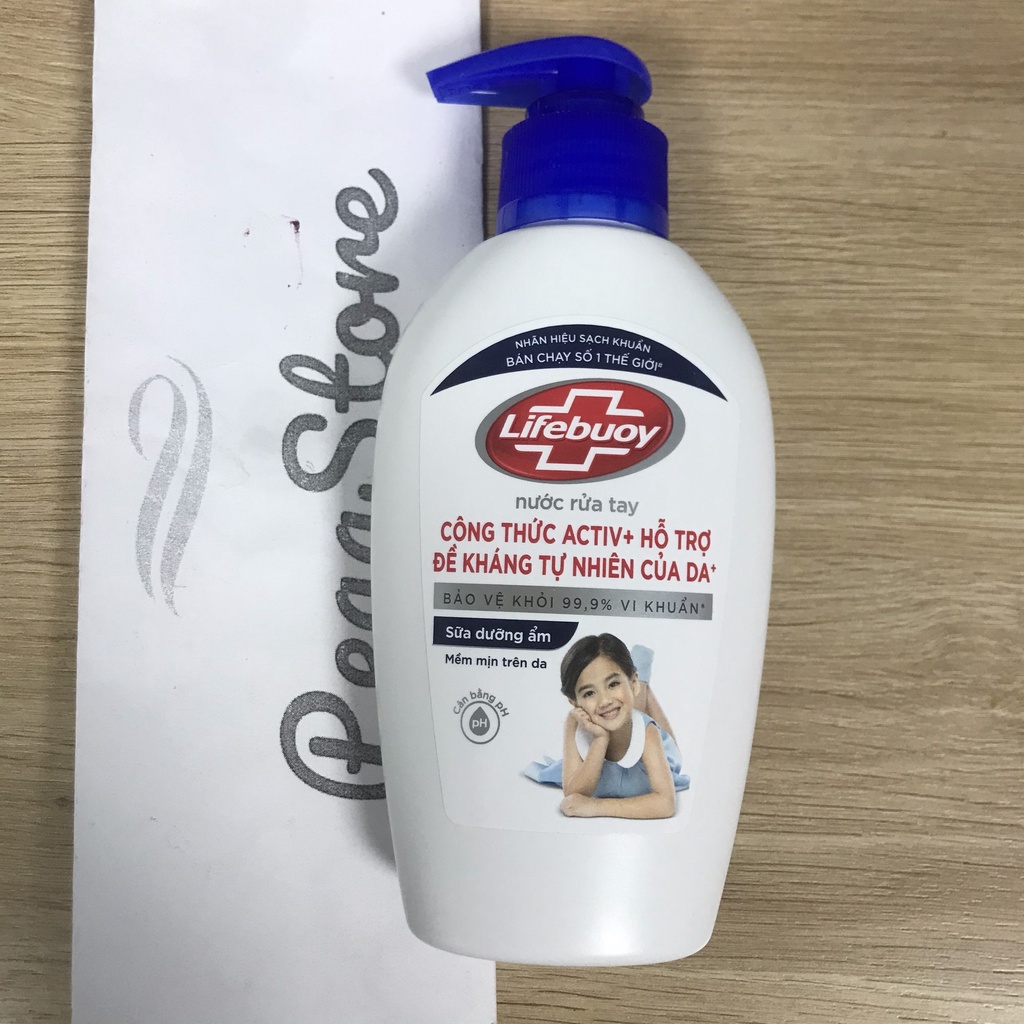 NHÃN HIỆU SẠCH KHUẨN
BÁN CHẠY SỐ 1 THẾ GIỚI#
Lifebuoy
nước rửa tay
CÔNG THỨC ACTIV+ HỖ TRỢ
ĐỀ KHÁNG TỰ NHIÊN CỦA DA+
BẢO VỆ KHỎI 99,9% VI KHUẨN*
Sữa dưỡng ẩm
Mềm mịn trên da
Cân bằng pH
pH
Store